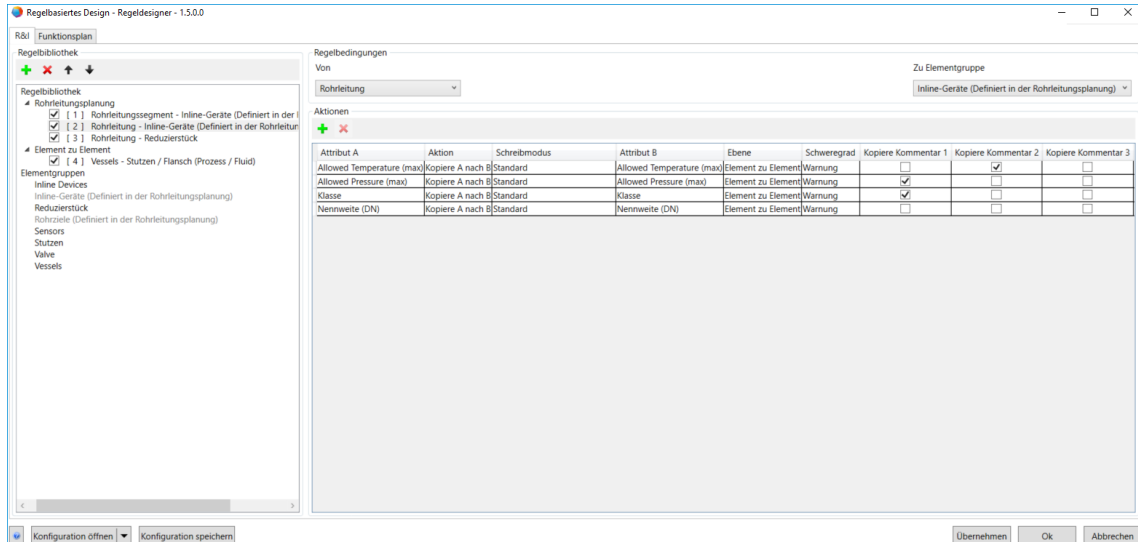 Regelbasiertes Design - Regeldesigner - 1.5.0.0
R&I Funktionsplan
Regelbibliothek
Regelbibliothek
Rohrleitungsplanung
[ 1 ] Rohrleitungssegment - Inline-Geräte (Definiert in der
[ 2 ] Rohrleitung - Inline-Geräte (Definiert in der Rohrleitun
[ 3 ] Rohrleitung - Reduzierstück
Element zu Element
[ 4 ] Vessels - Stutzen / Flansch (Prozess / Fluid)
Elementgruppen
Inline Devices
Inline-Geräte (Definiert in der Rohrleitungsplanung)
Reduzierstück
Rohrziele (Definiert in der Rohrleitungsplanung)
Sensors
Stutzen
Valve
Vessels
Regelbedingungen
Von Zu Elementgruppe
Rohrleitung Inline-Geräte (Definiert in der Rohrleitungsplanung)
Aktionen
Attribut A Aktion Schreibmodus Attribut B Ebene Schweregrad Kopiere Kommentar 1 Kopiere Kommentar 2 Kopiere Kommentar 3
Allowed Temperature (max) Kopiere A nach B Standard Allowed Temperature (max) Element zu Element Warnung
Allowed Pressure (max) Kopiere A nach B Standard Allowed Pressure (max) Element zu Element Warnung
Klasse Kopiere A nach B Standard Klasse Element zu Element Warnung
Nennweite (DN) Kopiere A nach B Standard Nennweite (DN) Element zu Element Warnung
Konfiguration öffnen Konfiguration speichern Übernehmen Ok Abbrechen